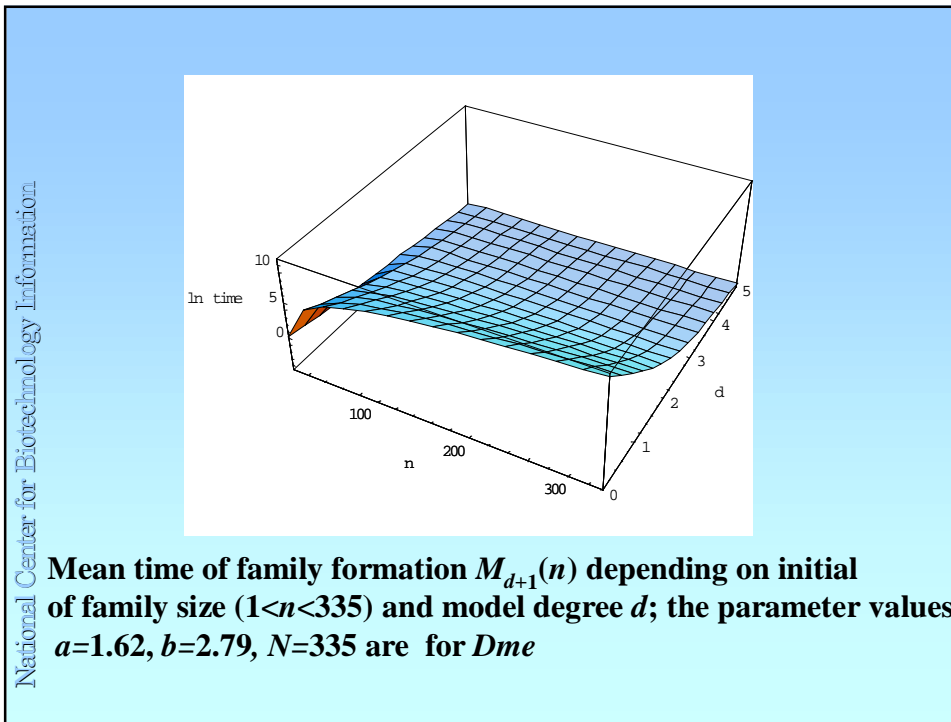 National Center for Biotechnology Information
10
ln time
5
0
100
200
300
n
0
1
2
3
4
5
d
Mean time of family formation M_{d+1}(n) depending on initial
of family size (1<n<335) and model degree d; the parameter values
a=1.62, b=2.79, N=335 are for Dme